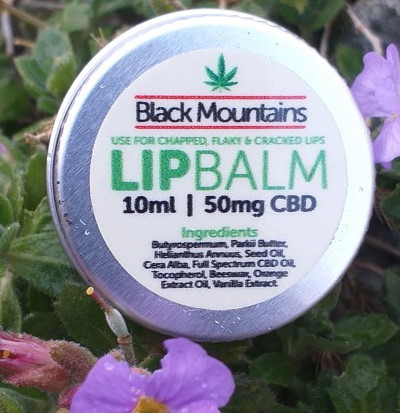 Black Mountains
USE FOR CHAPPED, FLAKY & CRACKED LIPS
LIPBALM
10ml | 50mg CBD
Ingredients
Butyrospermum, Parkii Butter,
Helianthus Annuus, Seed Oil,
Cera Alba, Full Spectrum CBD Oil,
Tocopherol, Beeswax, Orange
Extract Oil, Vanilla Extract.